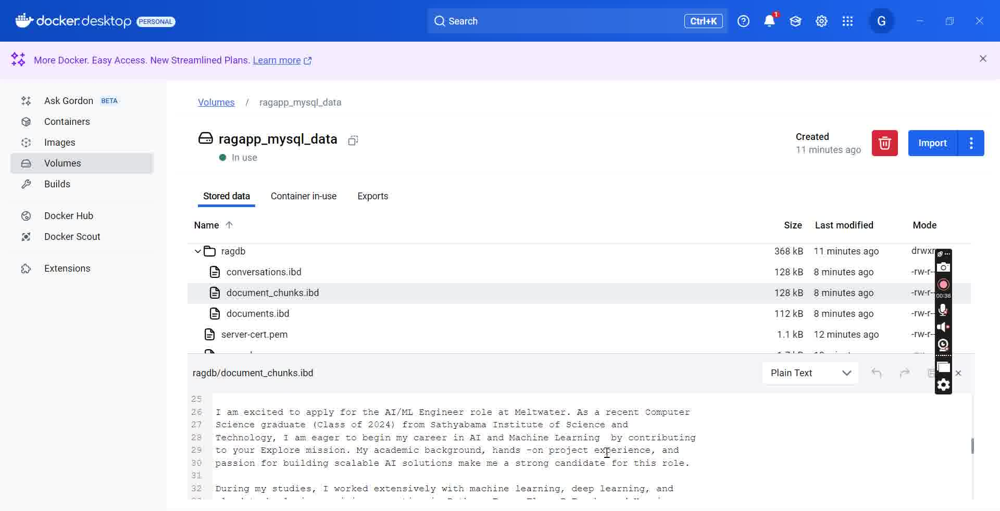 docker.desktop PERSONAL
Search
Ctrl+K
1
G
More Docker. Easy Access. New Streamlined Plans. Learn more
Ask Gordon BETA
Containers
Images
Volumes
Builds
Docker Hub
Docker Scout
Extensions
Volumes / ragapp_mysql_data
ragapp_mysql_data
In use
Created
11 minutes ago
Import
Stored data Container in-use Exports
Name Size Last modified Mode
ragdb 368 kB 11 minutes ago drwxr
conversations.ibd 128 kB 8 minutes ago -rw-r--
document_chunks.ibd 128 kB 8 minutes ago -rw-r--
documents.ibd 112 kB 8 minutes ago -rw-r--
server-cert.pem 1.1 kB 12 minutes ago -rw-r--
00:38
ragdb/document_chunks.ibd
Plain Text
25
26 I am excited to apply for the AI/ML Engineer role at Meltwater. As a recent Computer
27 Science graduate (Class of 2024) from Sathyabama Institute of Science and
28 Technology, I am eager to begin my career in AI and Machine Learning  by contributing
29 to your Explore mission. My academic background, hands -on project experience, and
30 passion for building scalable AI solutions make me a strong candidate for this role.
31
32 During my studies, I worked extensively with machine learning, deep learning, and